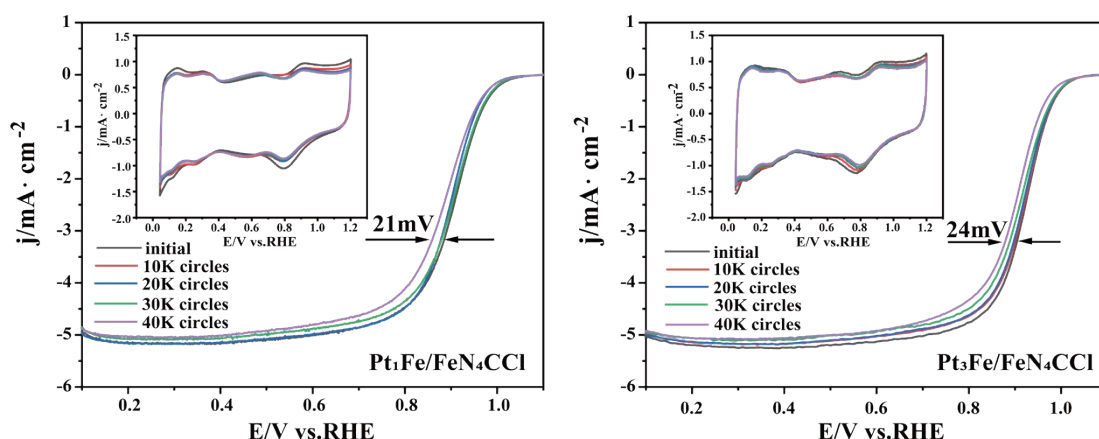 1
0
-1
-2
-3
-4
-5
-6
j/mA· cm⁻²
0.2
0.4
0.6
0.8
1.0
E/V vs.RHE
1.5
1.0
0.5
0.0
-0.5
-1.0
-1.5
-2.0
j/mA· cm⁻²
0.0
0.2
0.4
0.6
0.8
1.0
1.2
E/V vs.RHE
21mV
initial
10K circles
20K circles
30K circles
40K circles
Pt₁Fe/FeN₄CCl
1
0
-1
-2
-3
-4
-5
-6
j/mA· cm⁻²
0.2
0.4
0.6
0.8
1.0
E/V vs.RHE
1.5
1.0
0.5
0.0
-0.5
-1.0
-1.5
-2.0
j/mA· cm⁻²
0.0
0.2
0.4
0.6
0.8
1.0
1.2
E/V vs.RHE
24mV
initial
10K circles
20K circles
30K circles
40K circles
Pt₃Fe/FeN₄CCl